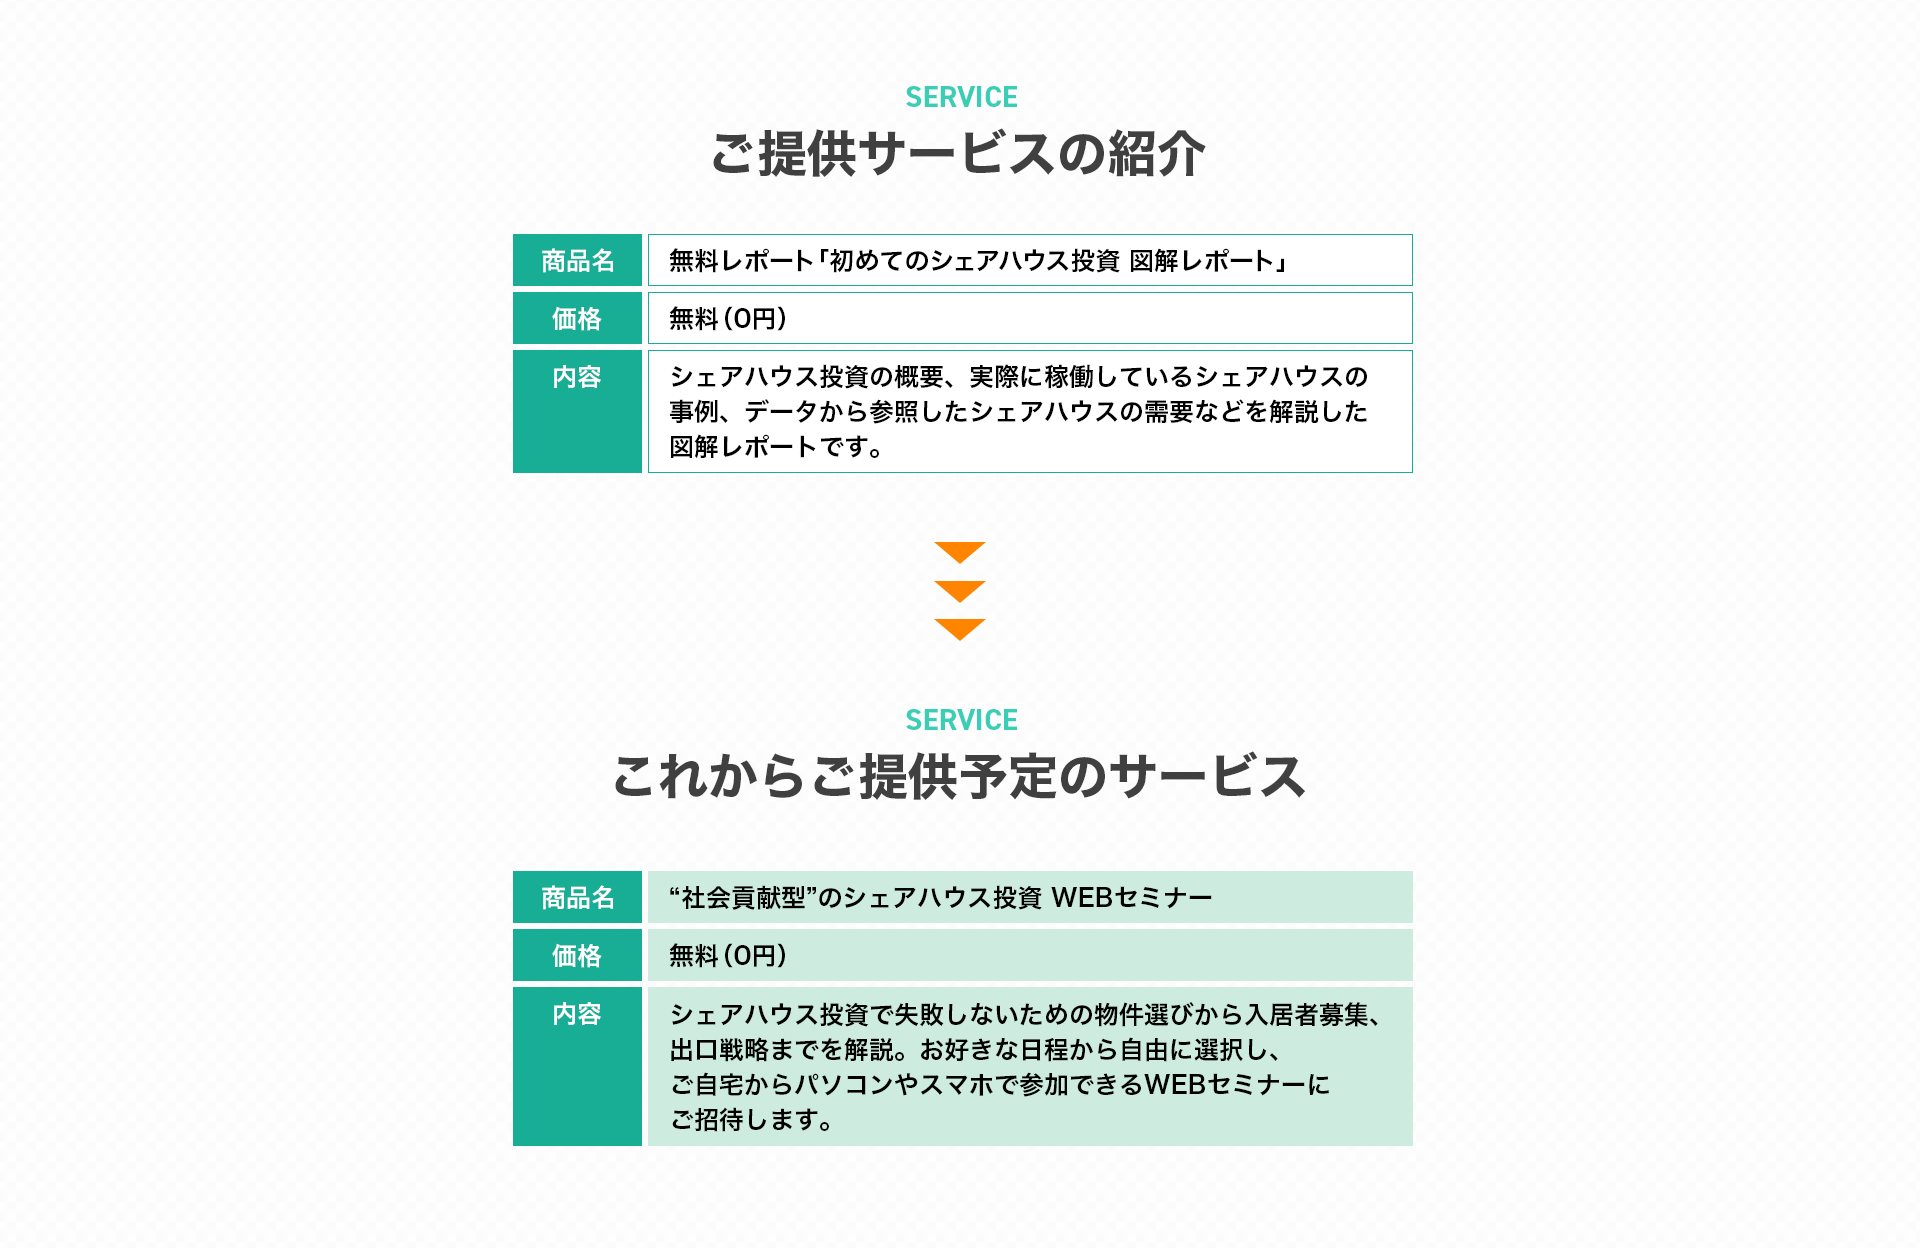 SERVICE
ご提供サービスの紹介
商品名
無料レポート「初めてのシェアハウス投資 図解レポート」
価格
無料（0円）
内容
シェアハウス投資の概要、実際に稼働しているシェアハウスの
事例、データから参照したシェアハウスの需要などを解説した
図解レポートです。
SERVICE
これからご提供予定のサービス
商品名
“社会貢献型”のシェアハウス投資 WEBセミナー
価格
無料（0円）
内容
シェアハウス投資で失敗しないための物件選びから入居者募集、
出口戦略までを解説。お好きな日程から自由に選択し、
ご自宅からパソコンやスマホで参加できるWEBセミナーに
ご招待します。